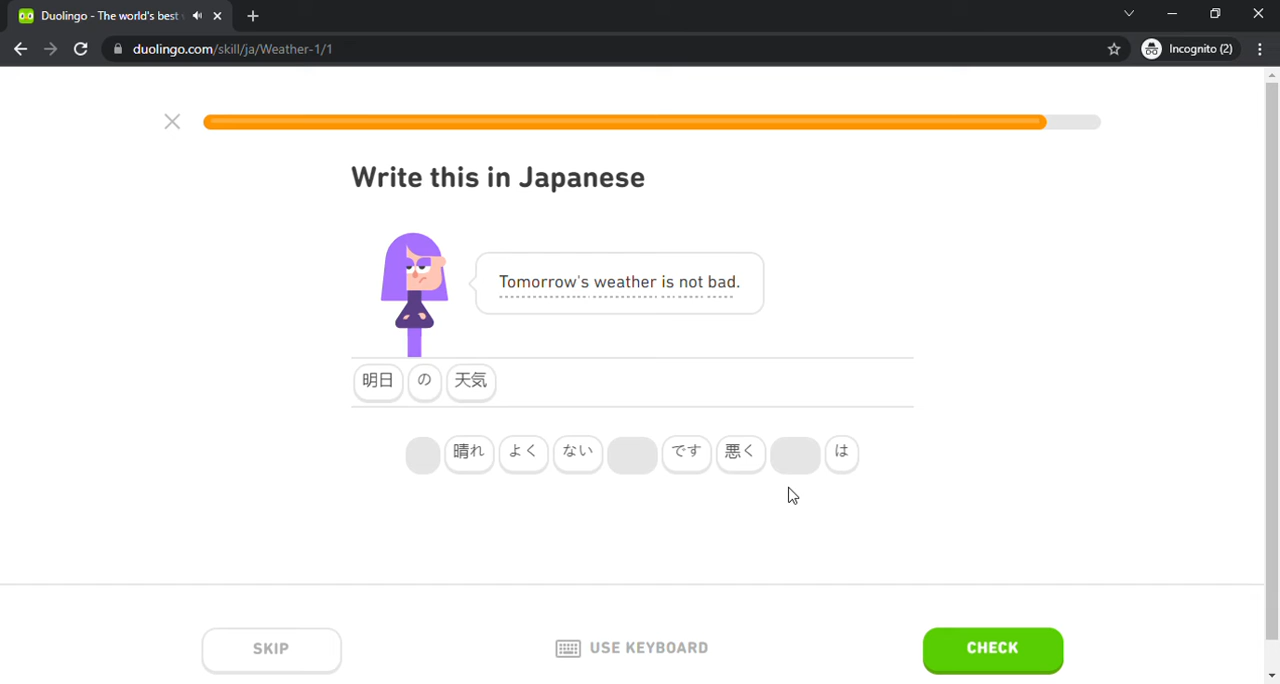 Duolingo - The world's best
duolingo.com/skill/ja/Weather-1/1
Incognito (2)
Write this in Japanese
Tomorrow's weather is not bad.
明日 の 天気
晴れ よく ない です 悪く は
SKIP
USE KEYBOARD
CHECK